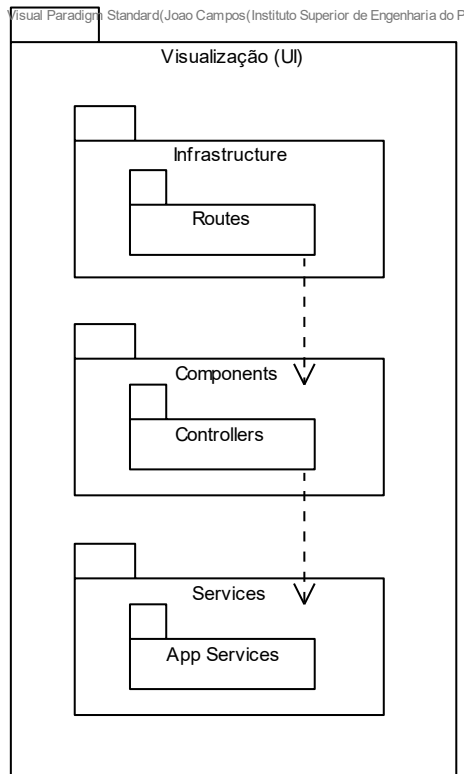 Visual Paradigm Standard(Joao Campos(Instituto Superior de Engenharia do P
Visualização (UI)
Infrastructure
Routes
Components
Controllers
Services
App Services